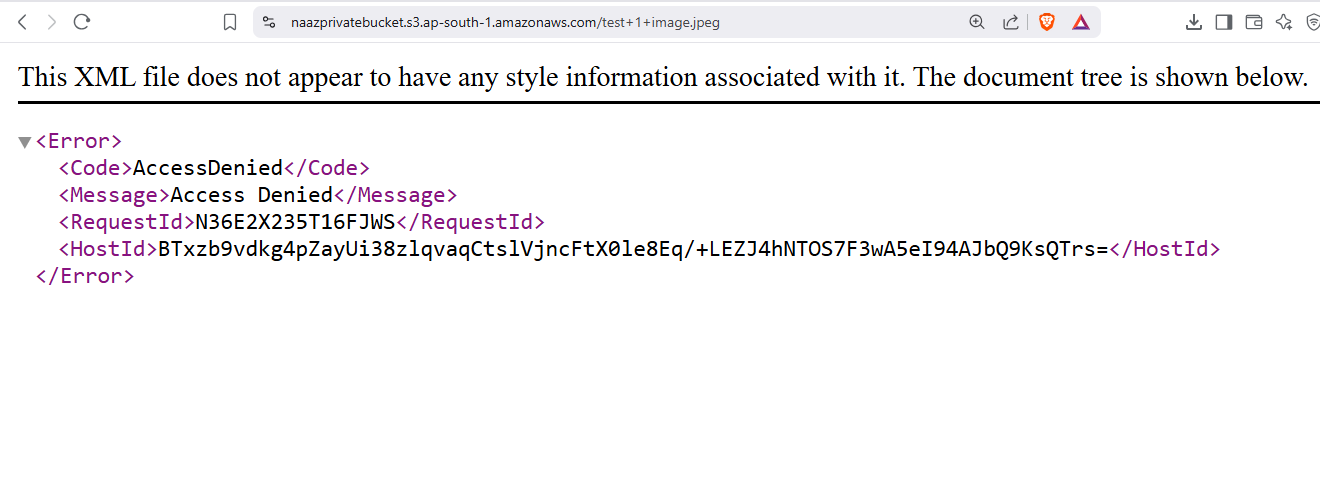 naazprivatebucket.s3.ap-south-1.amazonaws.com/test+1+image.jpeg
This XML file does not appear to have any style information associated with it. The document tree is shown below.
<Error>
<Code>AccessDenied</Code>
<Message>Access Denied</Message>
<RequestId>N36E2X235T16FJWS</RequestId>
<HostId>BTxzb9vdkg4pZayUi38zlqvaqCtslVjncFtX0le8Eq/+LEZJ4hNTOS7F3wA5eI94AJbQ9KsQTrs=</HostId>
</Error>